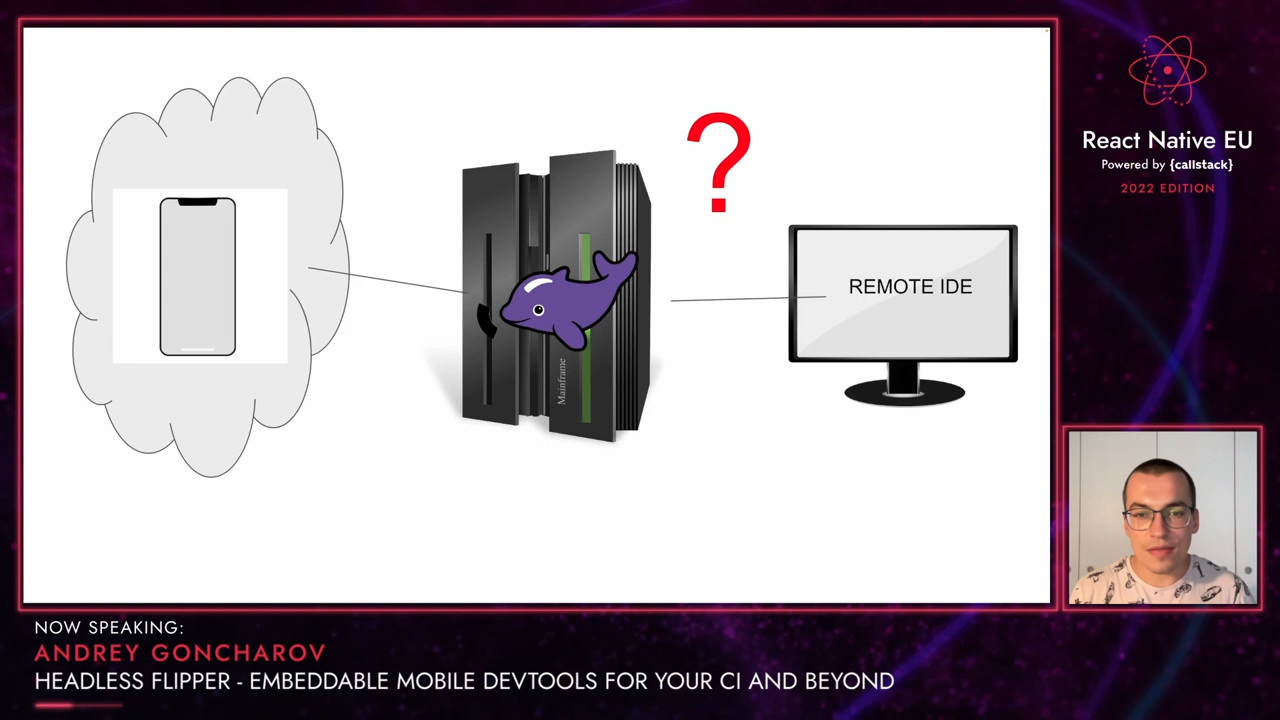 ?
REMOTE IDE
Mainframe
React Native EU
Powered by {callstack}
2022 EDITION
NOW SPEAKING:
ANDREY GONCHAROV
HEADLESS FLIPPER - EMBEDDABLE MOBILE DEVTOOLS FOR YOUR CI AND BEYOND